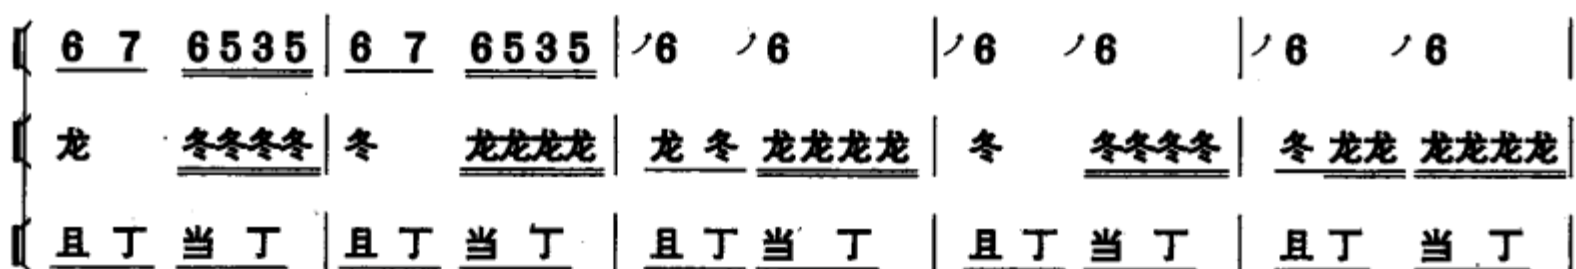 6 7 6535 | 6 7 6535 | 6 6 | 6 6 | 6 6 |
龙 冬冬冬冬 | 冬 龙龙龙龙 | 龙 冬 龙龙龙龙 | 冬 冬冬冬冬 | 冬 龙龙 龙龙龙龙 |
且 丁 当 丁 | 且 丁 当 丁 | 且 丁 当 丁 | 且 丁 当 丁 | 且 丁 当 丁 |